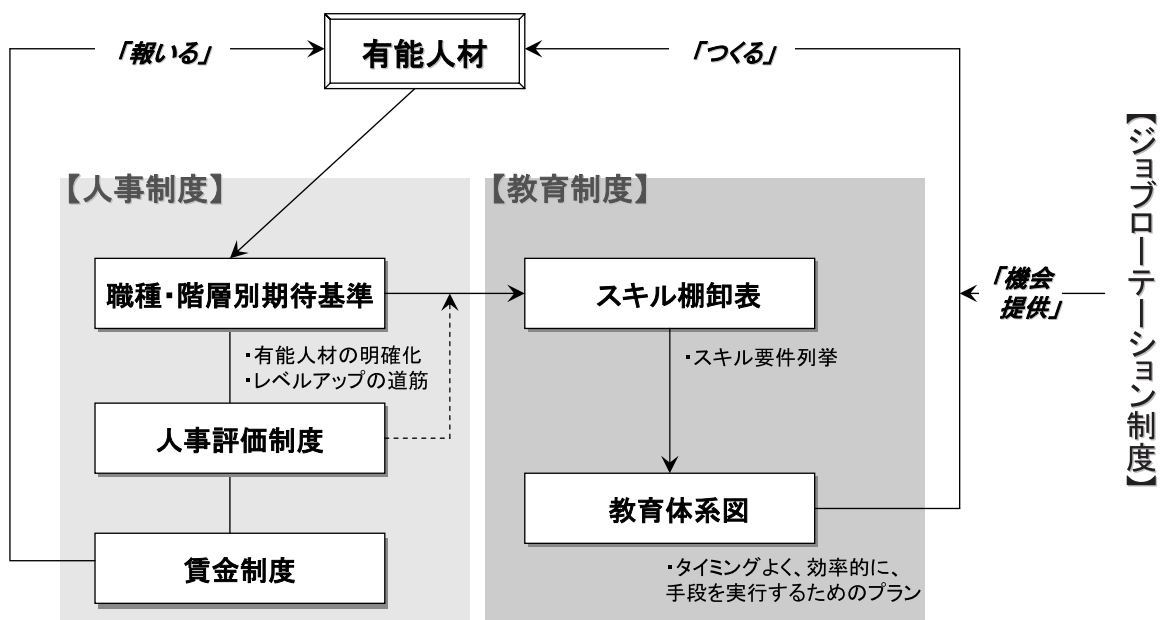 「報いる」
有能人材
「つくる」
【人事制度】
【教育制度】
【ジョブローテーション制度】
職種・階層別期待基準
スキル棚卸表
「機会
提供」
・有能人材の明確化
・レベルアップの道筋
・スキル要件列挙
人事評価制度
教育体系図
賃金制度
・タイミングよく、効率的に、
手段を実行するためのプラン